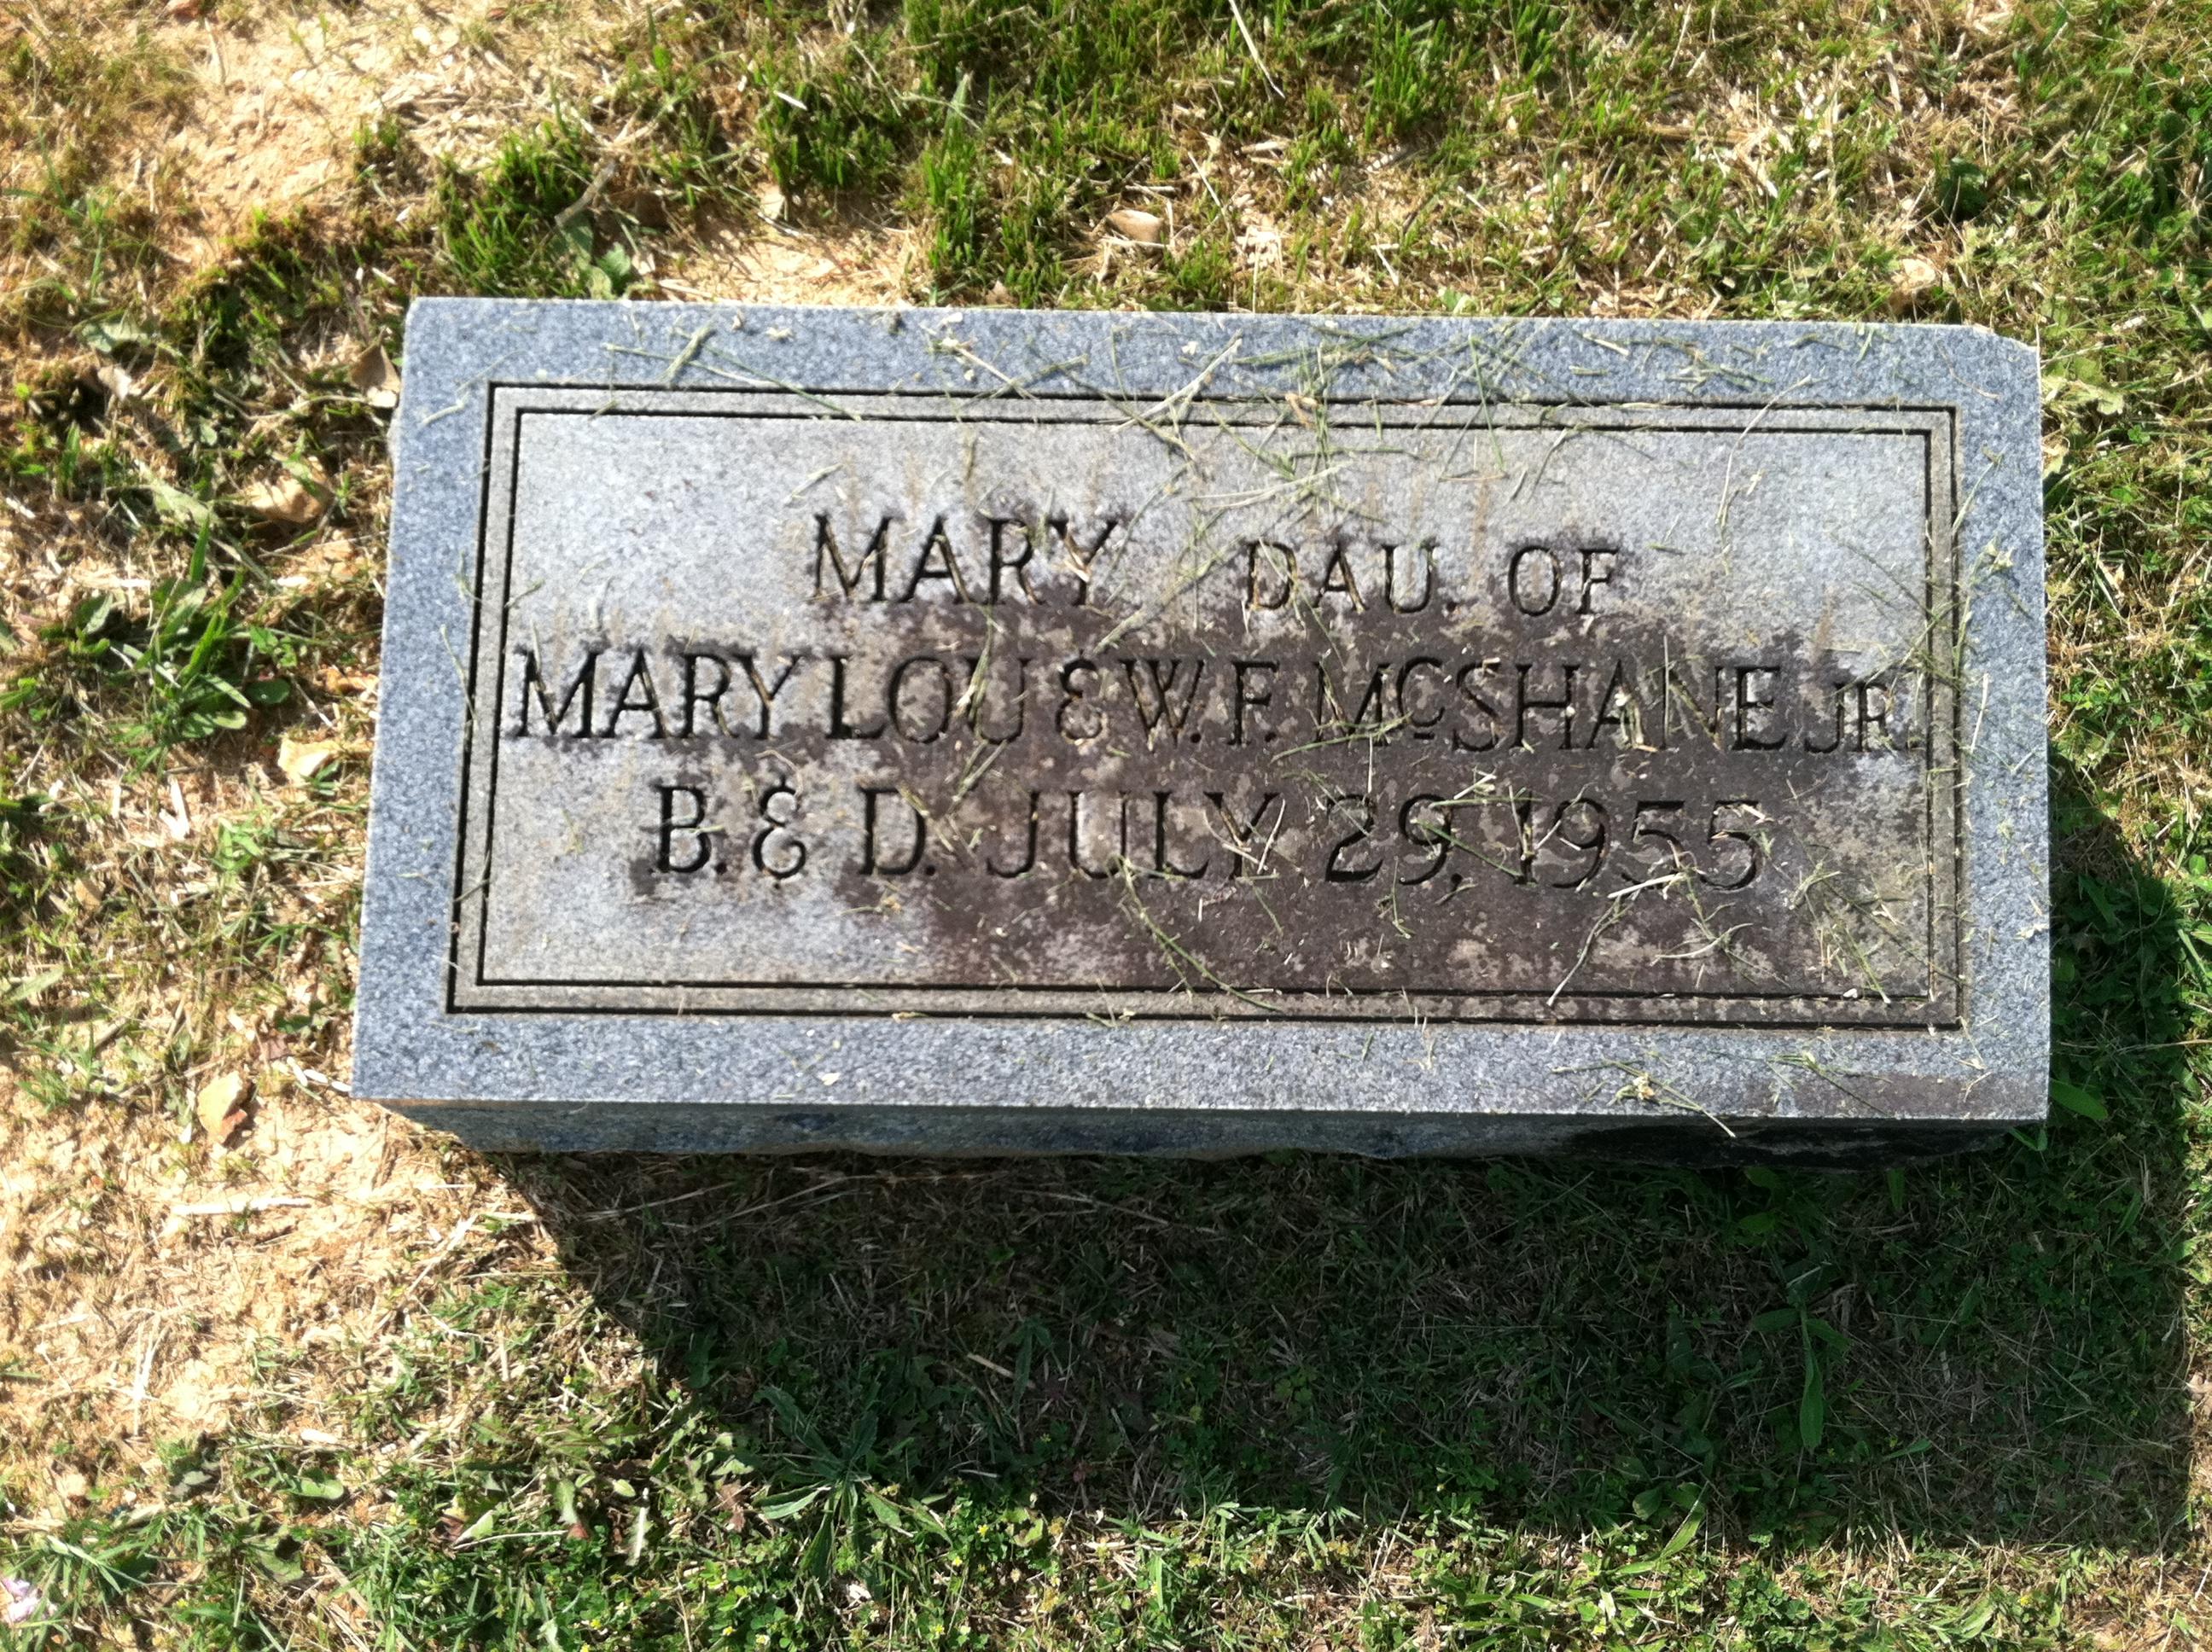 MARY DAU OF
MARY LOU & W. F. McSHANE JR.
B. & D. JULY 29, 1955